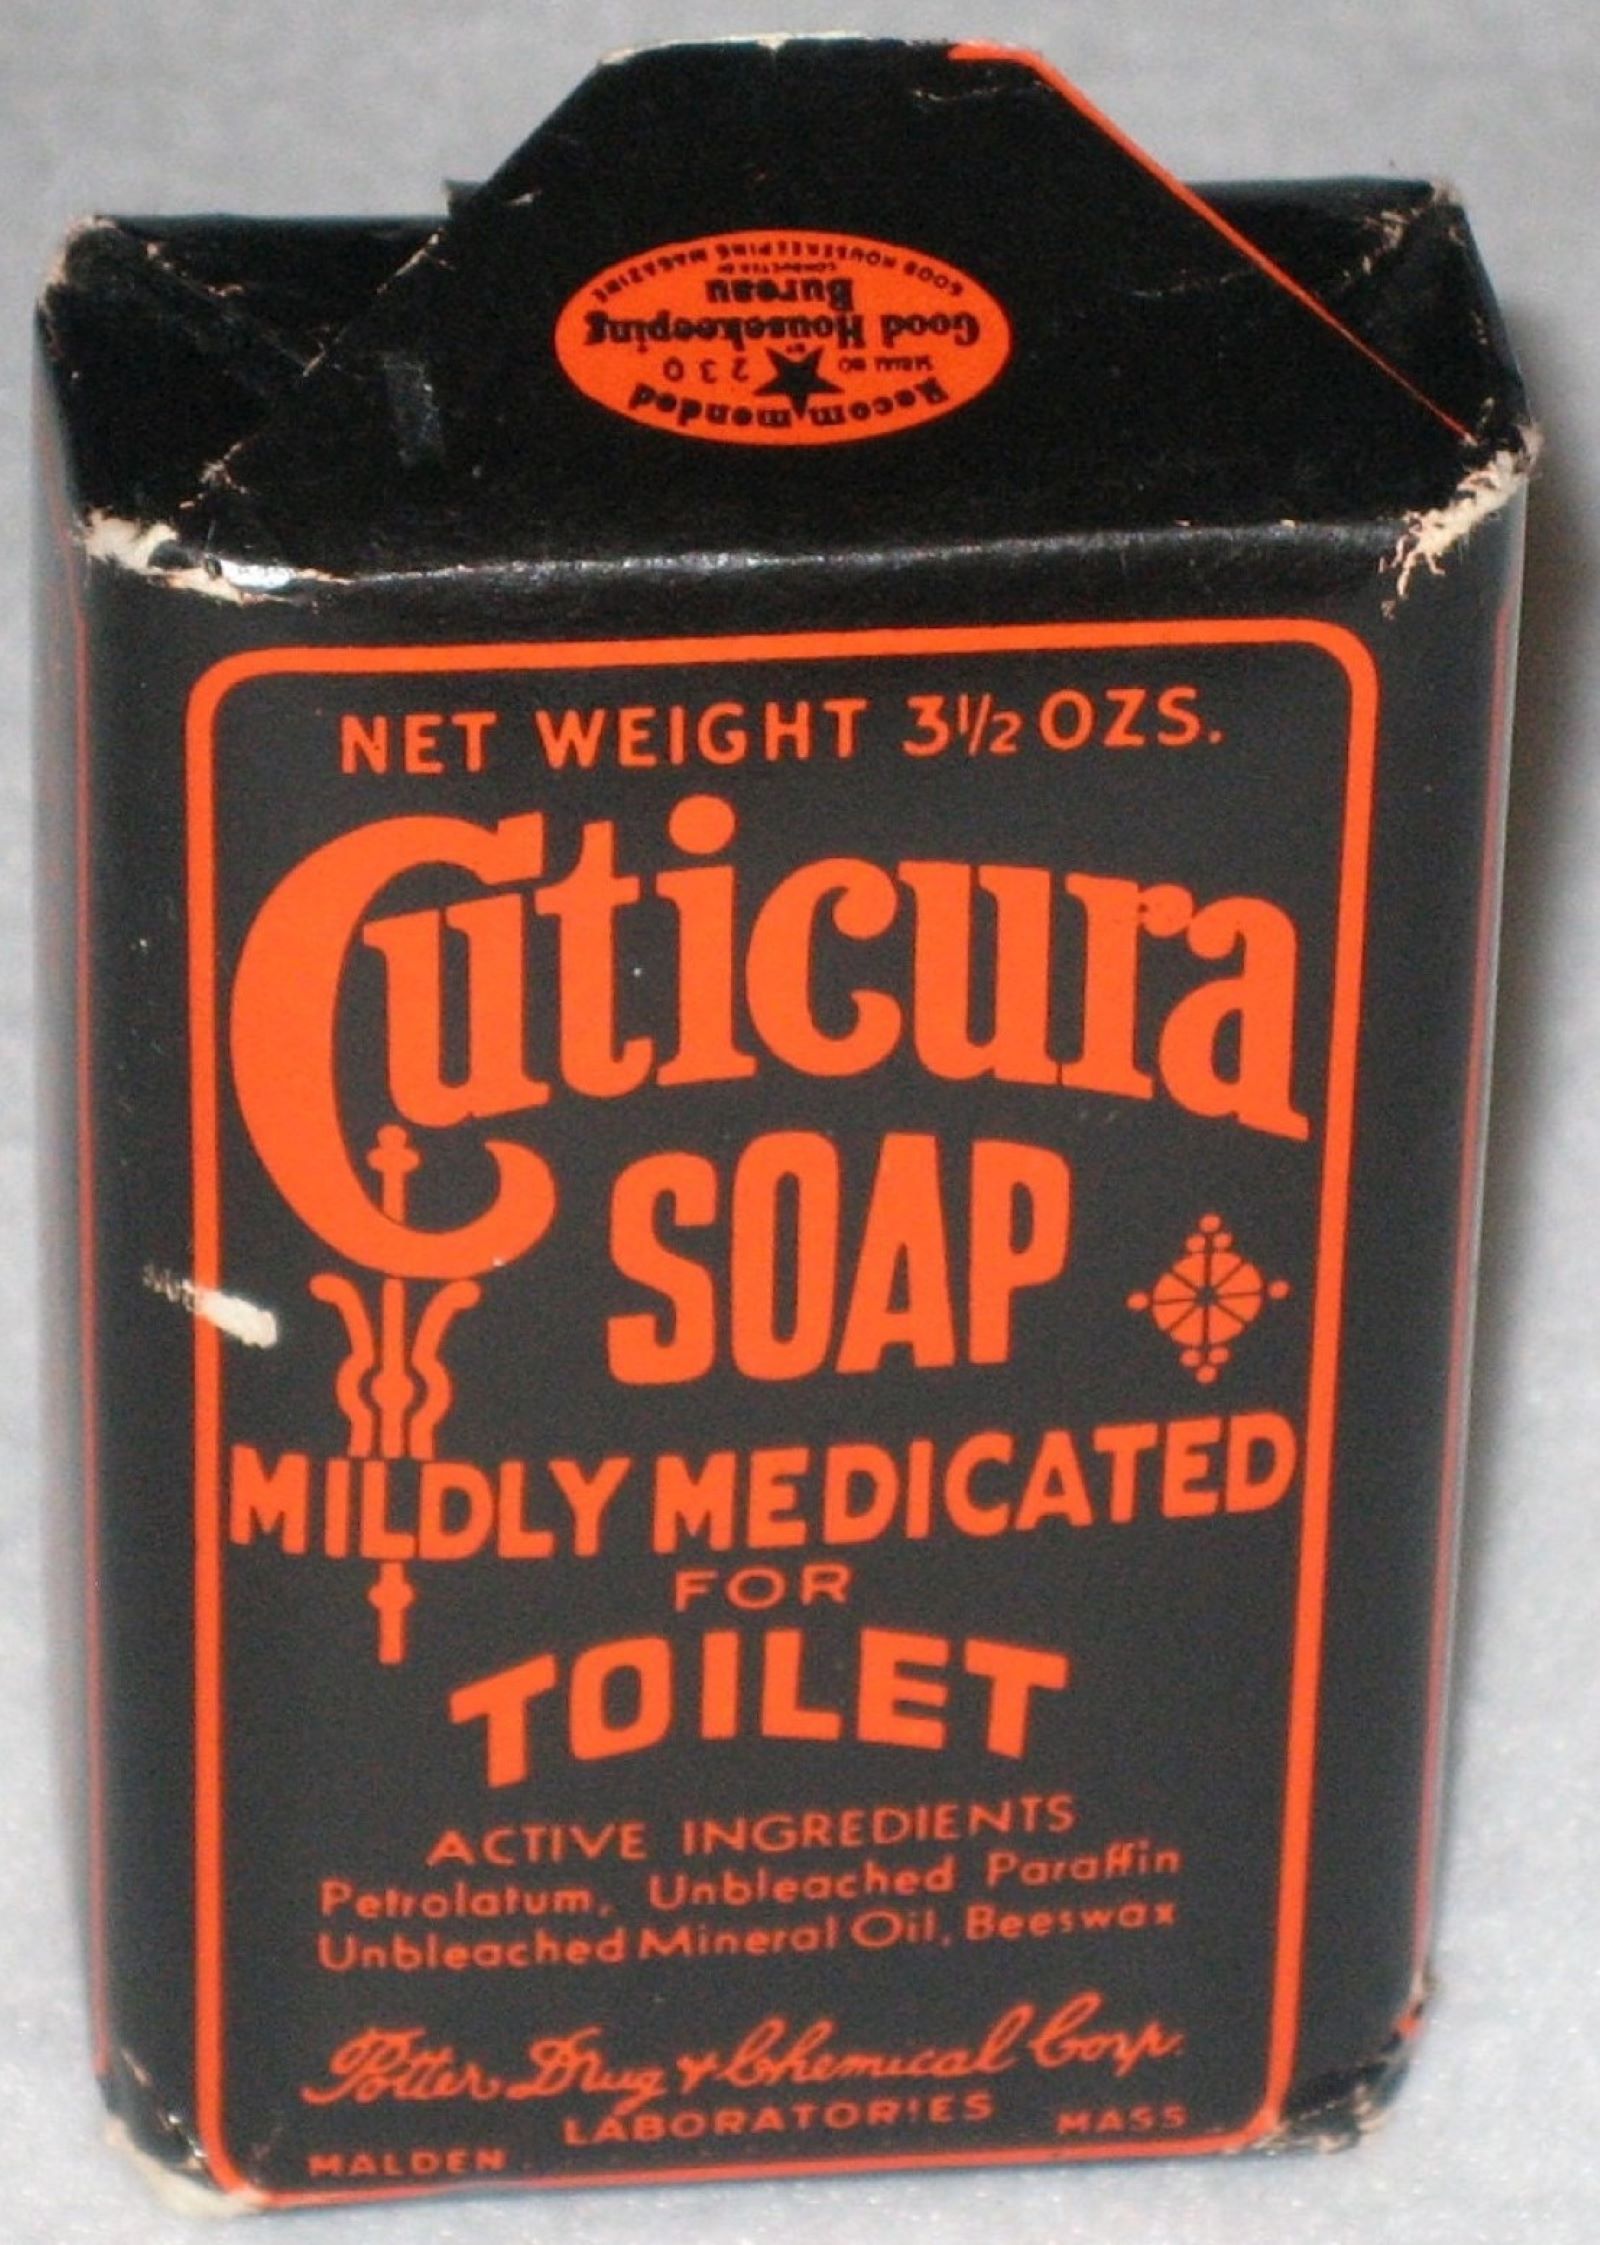 Recommended
SERIAL NO 230
BY
Good Housekeeping
Bureau
CONDUCTED BY
GOOD HOUSEKEEPING MAGAZINE
NET WEIGHT 3½ OZS.
Cuticura
SOAP
MILDLY MEDICATED
FOR
TOILET
ACTIVE INGREDIENTS
Petrolatum, Unbleached Paraffin
Unbleached Mineral Oil, Beeswax
Potter Drug & Chemical Corp.
LABORATORIES
MALDEN MASS